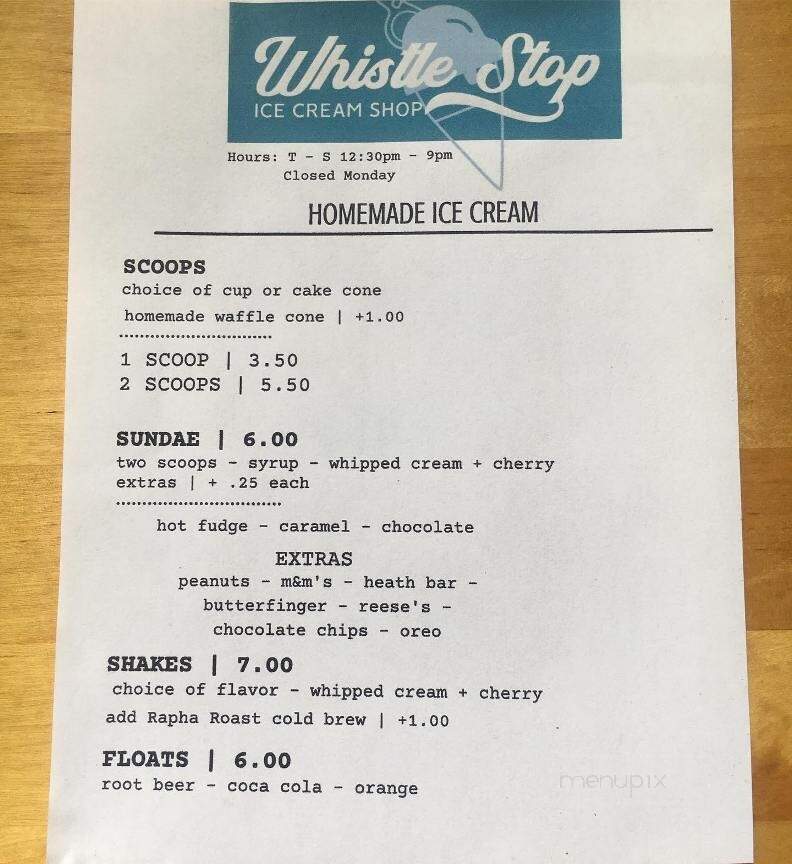 Whistle Stop
ICE CREAM SHOP
Hours: T - S 12:30pm - 9pm
Closed Monday
HOMEMADE ICE CREAM
SCOOPS
choice of cup or cake cone
homemade waffle cone | +1.00
1 SCOOP | 3.50
2 SCOOPS | 5.50
SUNDAE | 6.00
two scoops - syrup - whipped cream + cherry
extras | + .25 each
hot fudge - caramel - chocolate
EXTRAS
peanuts - m&m's - heath bar -
butterfinger - reese's -
chocolate chips - oreo
SHAKES | 7.00
choice of flavor - whipped cream + cherry
add Rapha Roast cold brew | +1.00
FLOATS | 6.00
root beer - coca cola - orange
menupix